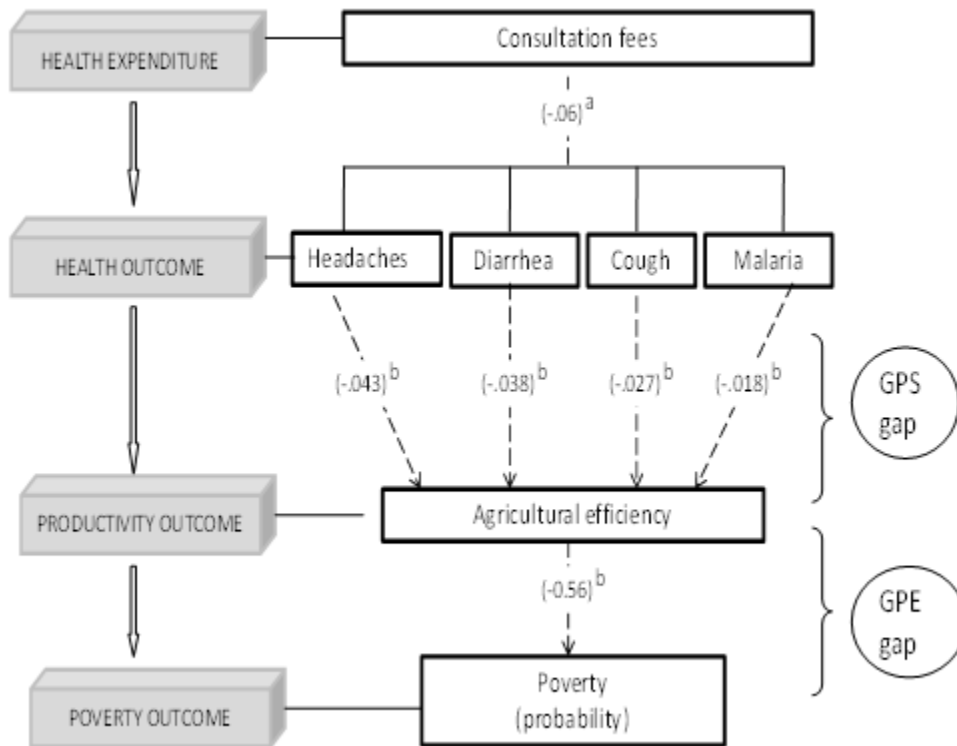 HEALTH EXPENDITURE
Consultation fees
(-.06)a
HEALTH OUTCOME
Headaches
Diarrhea
Cough
Malaria
(-.043)b
(-.038)b
(-.027)b
(-.018)b
GPS
gap
PRODUCTIVITY OUTCOME
Agricultural efficiency
(-0.56)b
GPE
gap
POVERTY OUTCOME
Poverty
(probability)